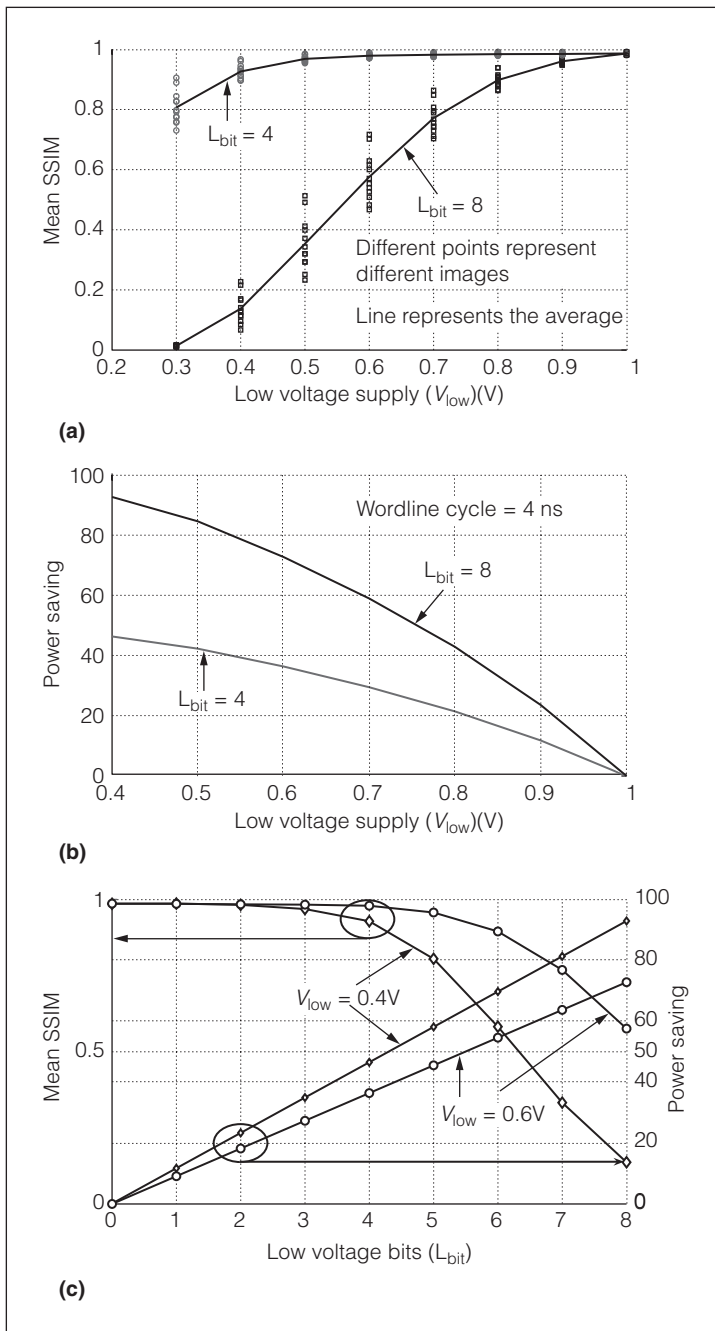 1
0.8
0.6
0.4
0.2
0
Mean SSIM
L_bit = 4
L_bit = 8
Different points represent
different images
Line represents the average
0.2 0.3 0.4 0.5 0.6 0.7 0.8 0.9 1
Low voltage supply (V_low)(V)
(a)
100
80
60
40
20
0
Power saving
Wordline cycle = 4 ns
L_bit = 8
L_bit = 4
0.4 0.5 0.6 0.7 0.8 0.9 1
Low voltage supply (V_low)(V)
(b)
1
0.5
0
Mean SSIM
V_low = 0.4V
V_low = 0.6V
100
80
60
50
40
20
0
Power saving
0 1 2 3 4 5 6 7 8
Low voltage bits (L_bit)
(c)